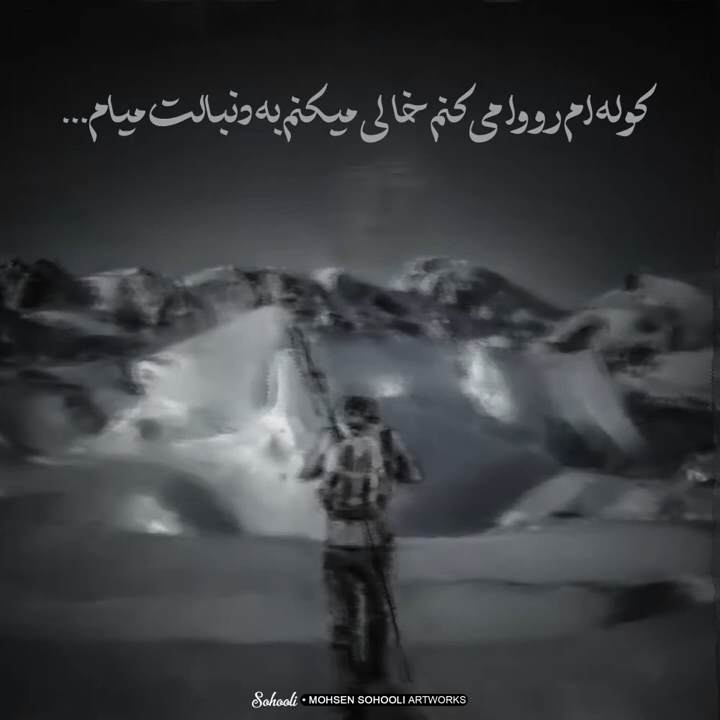 کوله ام رو وا می کنم خالی میکنم به دنبالت میام...
Sohooli • MOHSEN SOHOOLI ARTWORKS